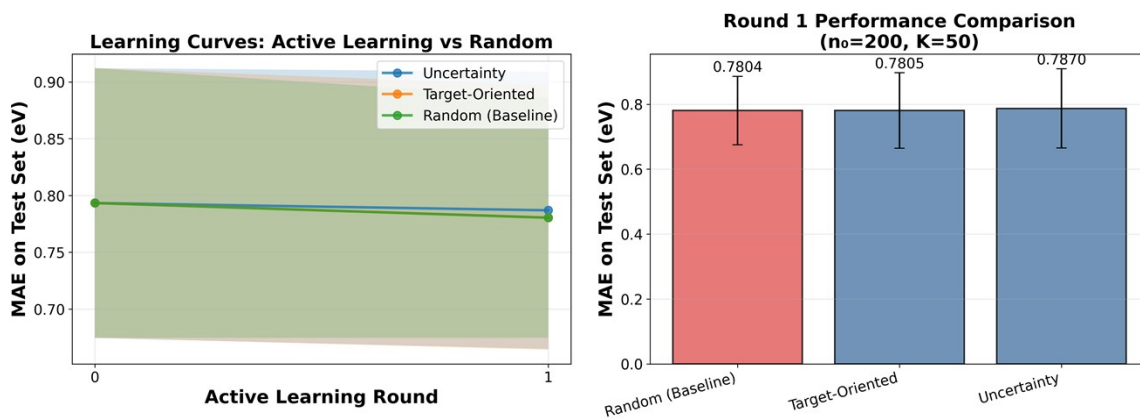 Learning Curves: Active Learning vs Random
MAE on Test Set (eV)
0.90
0.85
0.80
0.75
0.70
Uncertainty
Target-Oriented
Random (Baseline)
0
1
Active Learning Round
Round 1 Performance Comparison
(n₀=200, K=50)
MAE on Test Set (eV)
0.8
0.6
0.4
0.2
0.0
0.7804
0.7805
0.7870
Random (Baseline)
Target-Oriented
Uncertainty